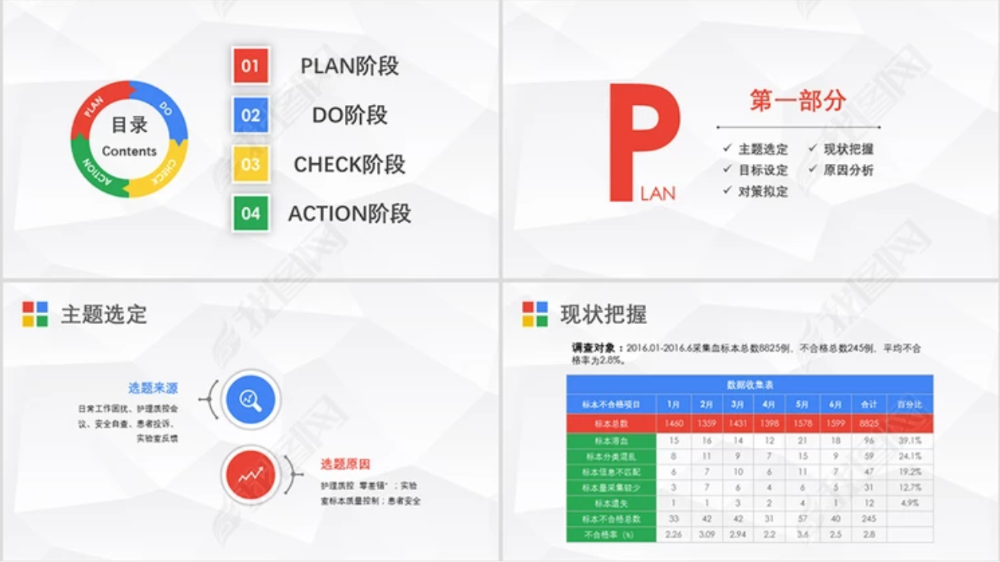 PLAN
DO
CHECK
ACTION
目录
Contents
01 PLAN阶段
02 DO阶段
03 CHECK阶段
04 ACTION阶段
PLAN
第一部分
✓ 主题选定 ✓ 现状把握
✓ 目标设定 ✓ 原因分析
✓ 对策拟定
主题选定
选题来源
日常工作困扰、护理质控会
议、安全自查、患者投诉、
实验室反馈
选题原因
护理质控“零差错”；实验
室标本质量控制；患者安全
现状把握
调查对象：2016.01-2016.6采集血标本总数8825例，不合格总数245例，平均不合
格率为2.8%。
数据收集表
标本不合格项目 1月 2月 3月 4月 5月 6月 合计 百分比
标本总数 1460 1359 1431 1398 1578 1599 8825
标本溶血 15 16 14 12 21 18 96 39.1%
标本分类混乱 8 11 9 7 15 9 59 24.1%
标本信息不匹配 6 7 10 6 11 7 47 19.2%
标本量采集较少 3 7 6 4 6 5 31 12.7%
标本遗失 1 1 3 2 4 1 12 4.9%
标本不合格总数 33 42 42 31 57 40 245
不合格率（%） 2.26 3.09 2.94 2.2 3.6 2.5 2.8
我图网